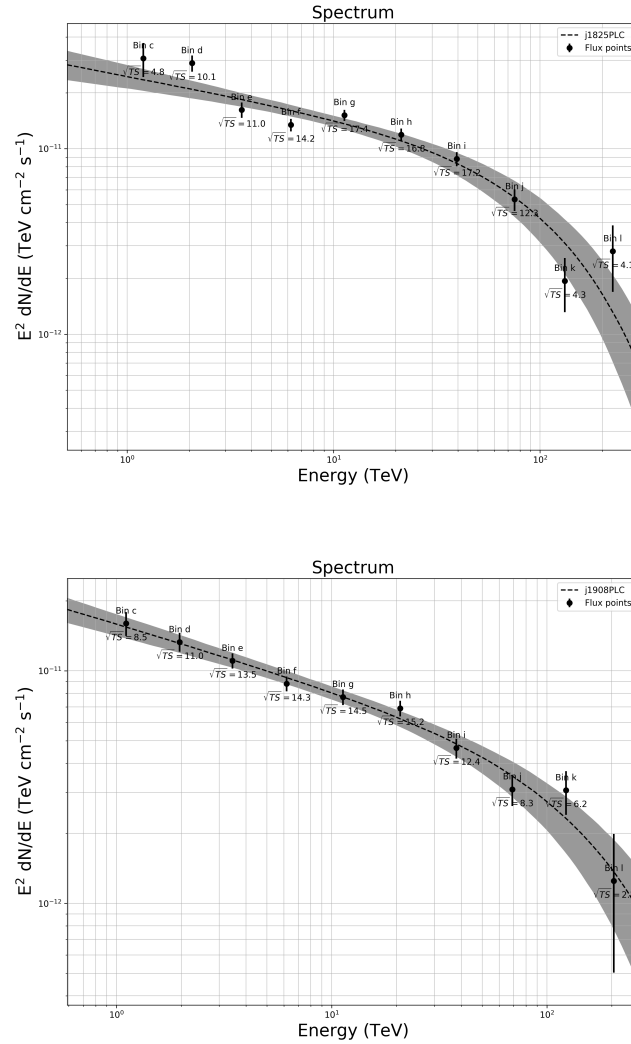 Spectrum
j1825PLC
Flux points
Bin c
√TS = 4.8
Bin d
√TS = 10.1
Bin e
√TS = 11.0
Bin f
√TS = 14.2
Bin g
√TS = 17.4
Bin h
√TS = 16.8
Bin i
√TS = 17.2
Bin j
√TS = 12.3
Bin k
√TS = 4.3
Bin l
10⁻¹¹
10⁻¹²
E² dN/dE (TeV cm⁻² s⁻¹)
10⁰ 10¹ 10²
Energy (TeV)
Spectrum
j1908PLC
Flux points
Bin c
√TS = 8.5
Bin d
√TS = 11.0
Bin e
√TS = 13.5
Bin f
√TS = 14.3
Bin g
√TS = 14.5
Bin h
√TS = 15.2
Bin i
√TS = 12.4
Bin j
√TS = 8.3
Bin k
√TS = 6.2
Bin l
10⁻¹¹
10⁻¹²
E² dN/dE (TeV cm⁻² s⁻¹)
10⁰ 10¹ 10²
Energy (TeV)